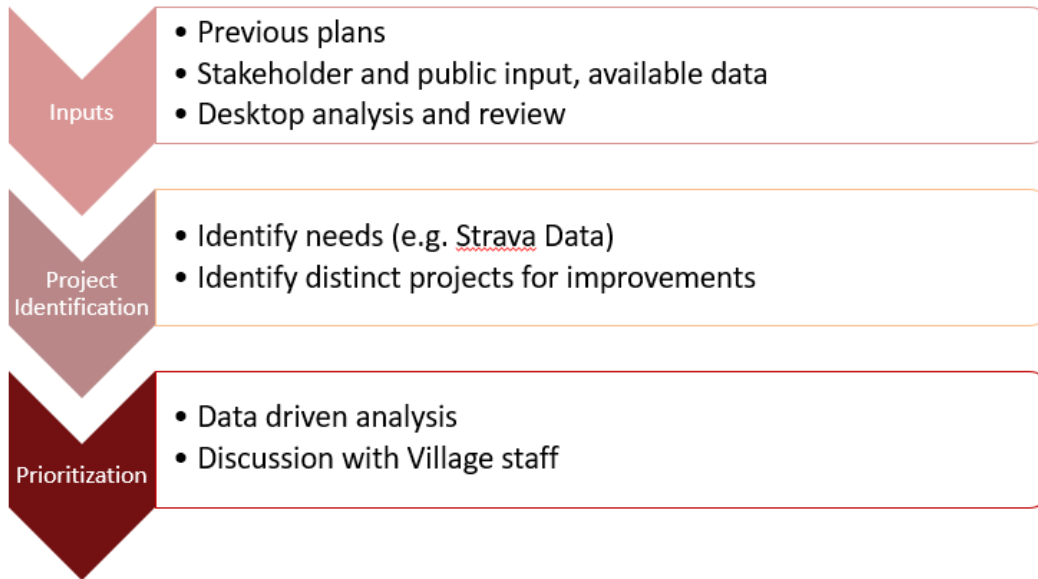 Inputs
• Previous plans
• Stakeholder and public input, available data
• Desktop analysis and review
Project
Identification
• Identify needs (e.g. Strava Data)
• Identify distinct projects for improvements
Prioritization
• Data driven analysis
• Discussion with Village staff